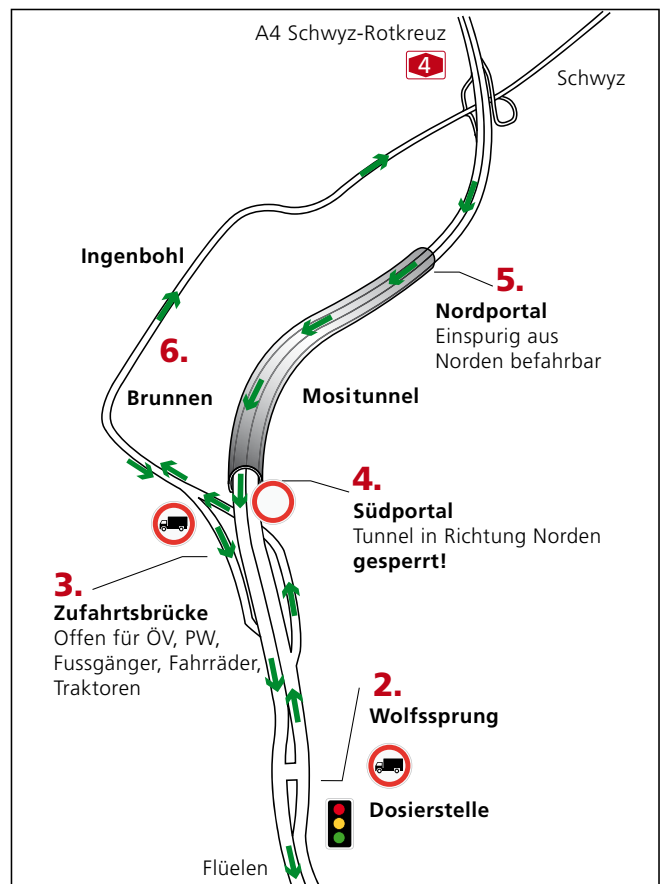 A4 Schwyz-Rotkreuz
4
Schwyz
Ingenbohl
5.
Nordportal
Einspurig aus
Norden befahrbar
6.
Brunnen
Mositunnel
4.
Südportal
Tunnel in Richtung Norden
gesperrt!
3.
Zufahrtsbrücke
Offen für ÖV, PW,
Fussgänger, Fahrräder,
Traktoren
2.
Wolfssprung
Dosierstelle
Flüelen